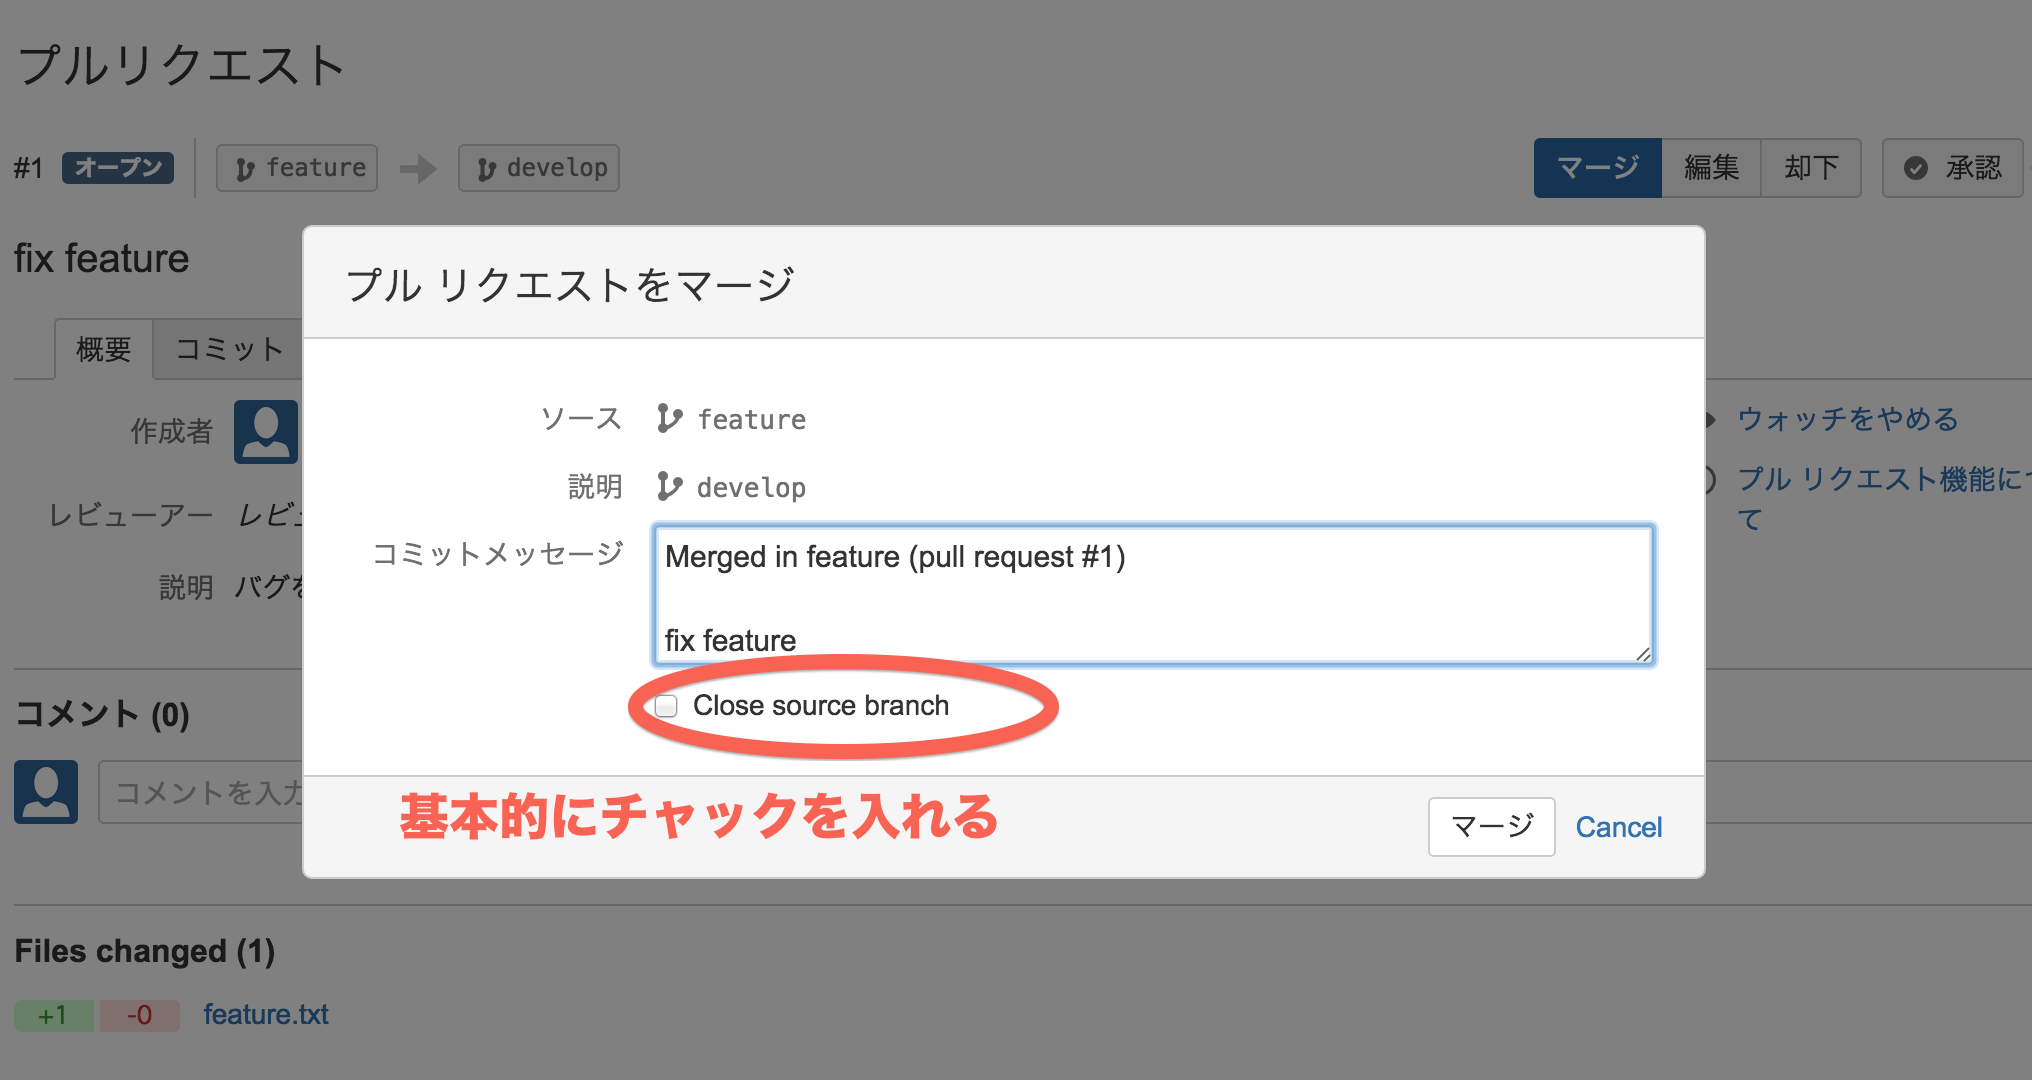 プルリクエスト
#1 オープン feature develop マージ 編集 却下 承認
fix feature
概要 コミット
作成者
レビューアー レビュ
説明 バグを
プル リクエストをマージ
ソース feature
説明 develop
コミットメッセージ Merged in feature (pull request #1)
fix feature
Close source branch
基本的にチャックを入れる
マージ Cancel
ウォッチをやめる
プル リクエスト機能につ
て
コメント (0)
コメントを入力
Files changed (1)
+1 -0 feature.txt